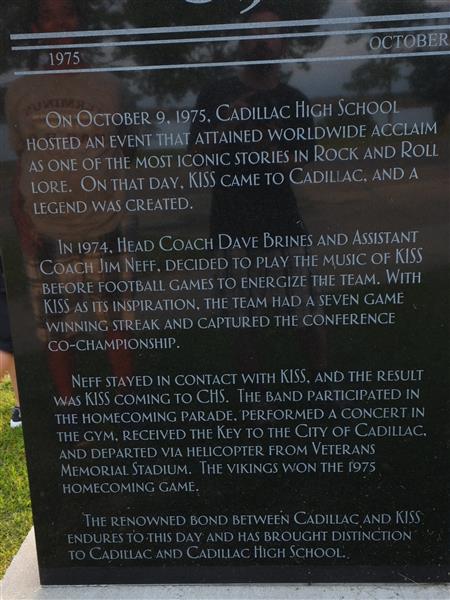 1975
OCTOBER
On October 9, 1975, Cadillac High School
hosted an event that attained worldwide acclaim
as one of the most iconic stories in Rock and Roll
lore. On that day, KISS came to Cadillac, and a
legend was created.
In 1974, Head Coach Dave Brines and Assistant
Coach Jim Neff, decided to play the music of KISS
before football games to energize the team. With
KISS as its inspiration, the team had a seven game
winning streak and captured the conference
co-championship.
Neff stayed in contact with KISS, and the result
was KISS coming to CHS. The band participated in
the homecoming parade, performed a concert in
the gym, received the Key to the City of Cadillac,
and departed via helicopter from Veterans
Memorial Stadium. The vikings won the 1975
homecoming game.
The renowned bond between Cadillac and KISS
endures to this day and has brought distinction
to Cadillac and Cadillac High School.